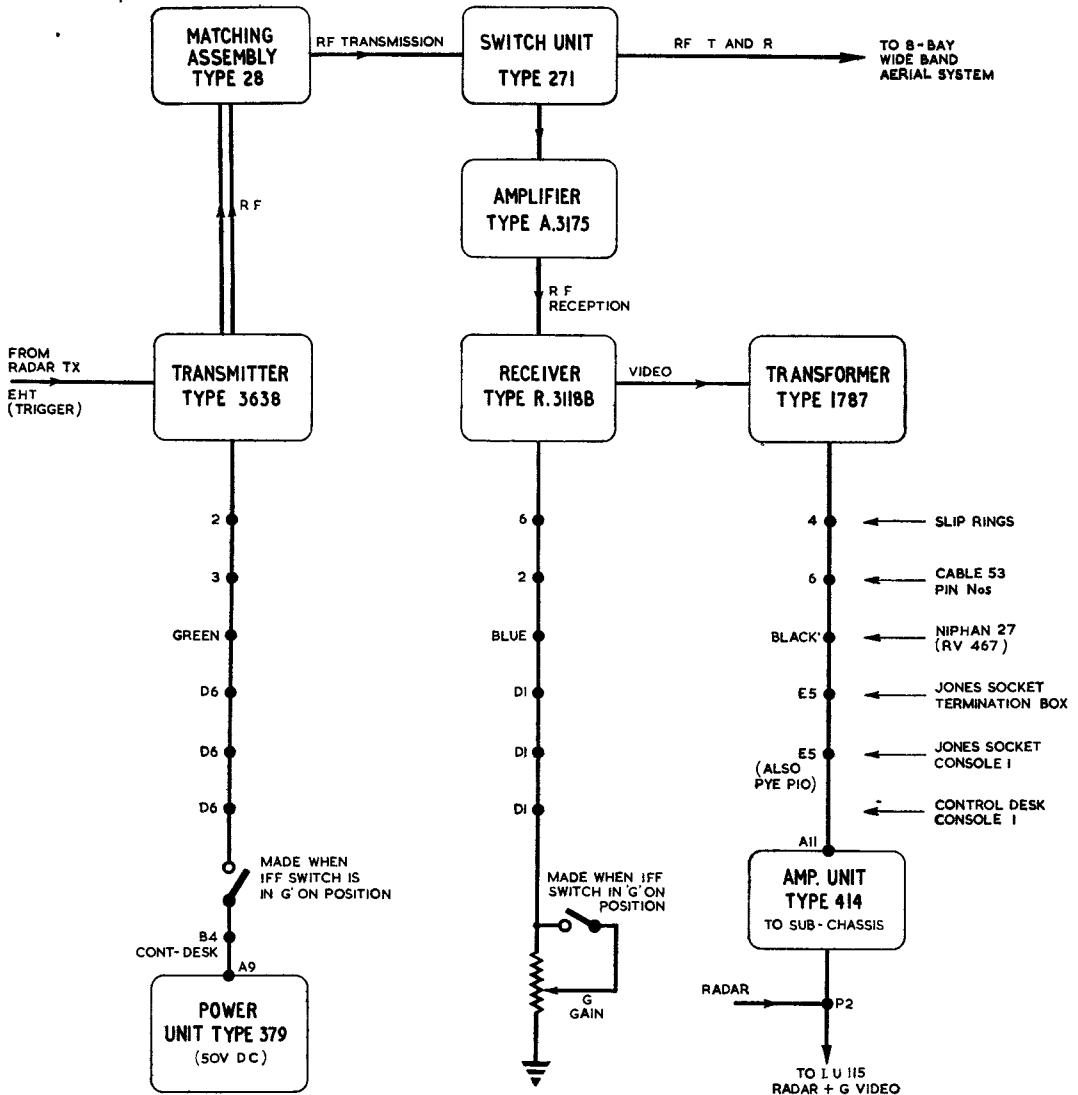 MATCHING
ASSEMBLY
TYPE 28
RF TRANSMISSION
SWITCH UNIT
TYPE 271
RF T AND R
TO 8-BAY
WIDE BAND
AERIAL SYSTEM
AMPLIFIER
TYPE A.3175
RF
RF
RECEPTION
FROM
RADAR TX
EHT
(TRIGGER)
TRANSMITTER
TYPE 3638
RECEIVER
TYPE R.3118B
VIDEO
TRANSFORMER
TYPE 1787
2
6
4
SLIP RINGS
3
2
6
CABLE 53
PIN Nos
GREEN
BLUE
BLACK'
NIPHAN 27
(RV 467)
D6
D1
E5
JONES SOCKET
TERMINATION BOX
D6
D1
E5
(ALSO
PYE P10)
JONES SOCKET
CONSOLE 1
D6
D1
CONTROL DESK
CONSOLE 1
A11
MADE WHEN
IFF SWITCH IS
IN G' ON POSITION
MADE WHEN IFF
SWITCH IN 'G' ON
POSITION
AMP. UNIT
TYPE 414
TO SUB-CHASSIS
B4
CONT-DESK
A9
POWER
UNIT TYPE 379
(50V DC)
G
GAIN
RADAR
P2
TO I U 115
RADAR + G VIDEO